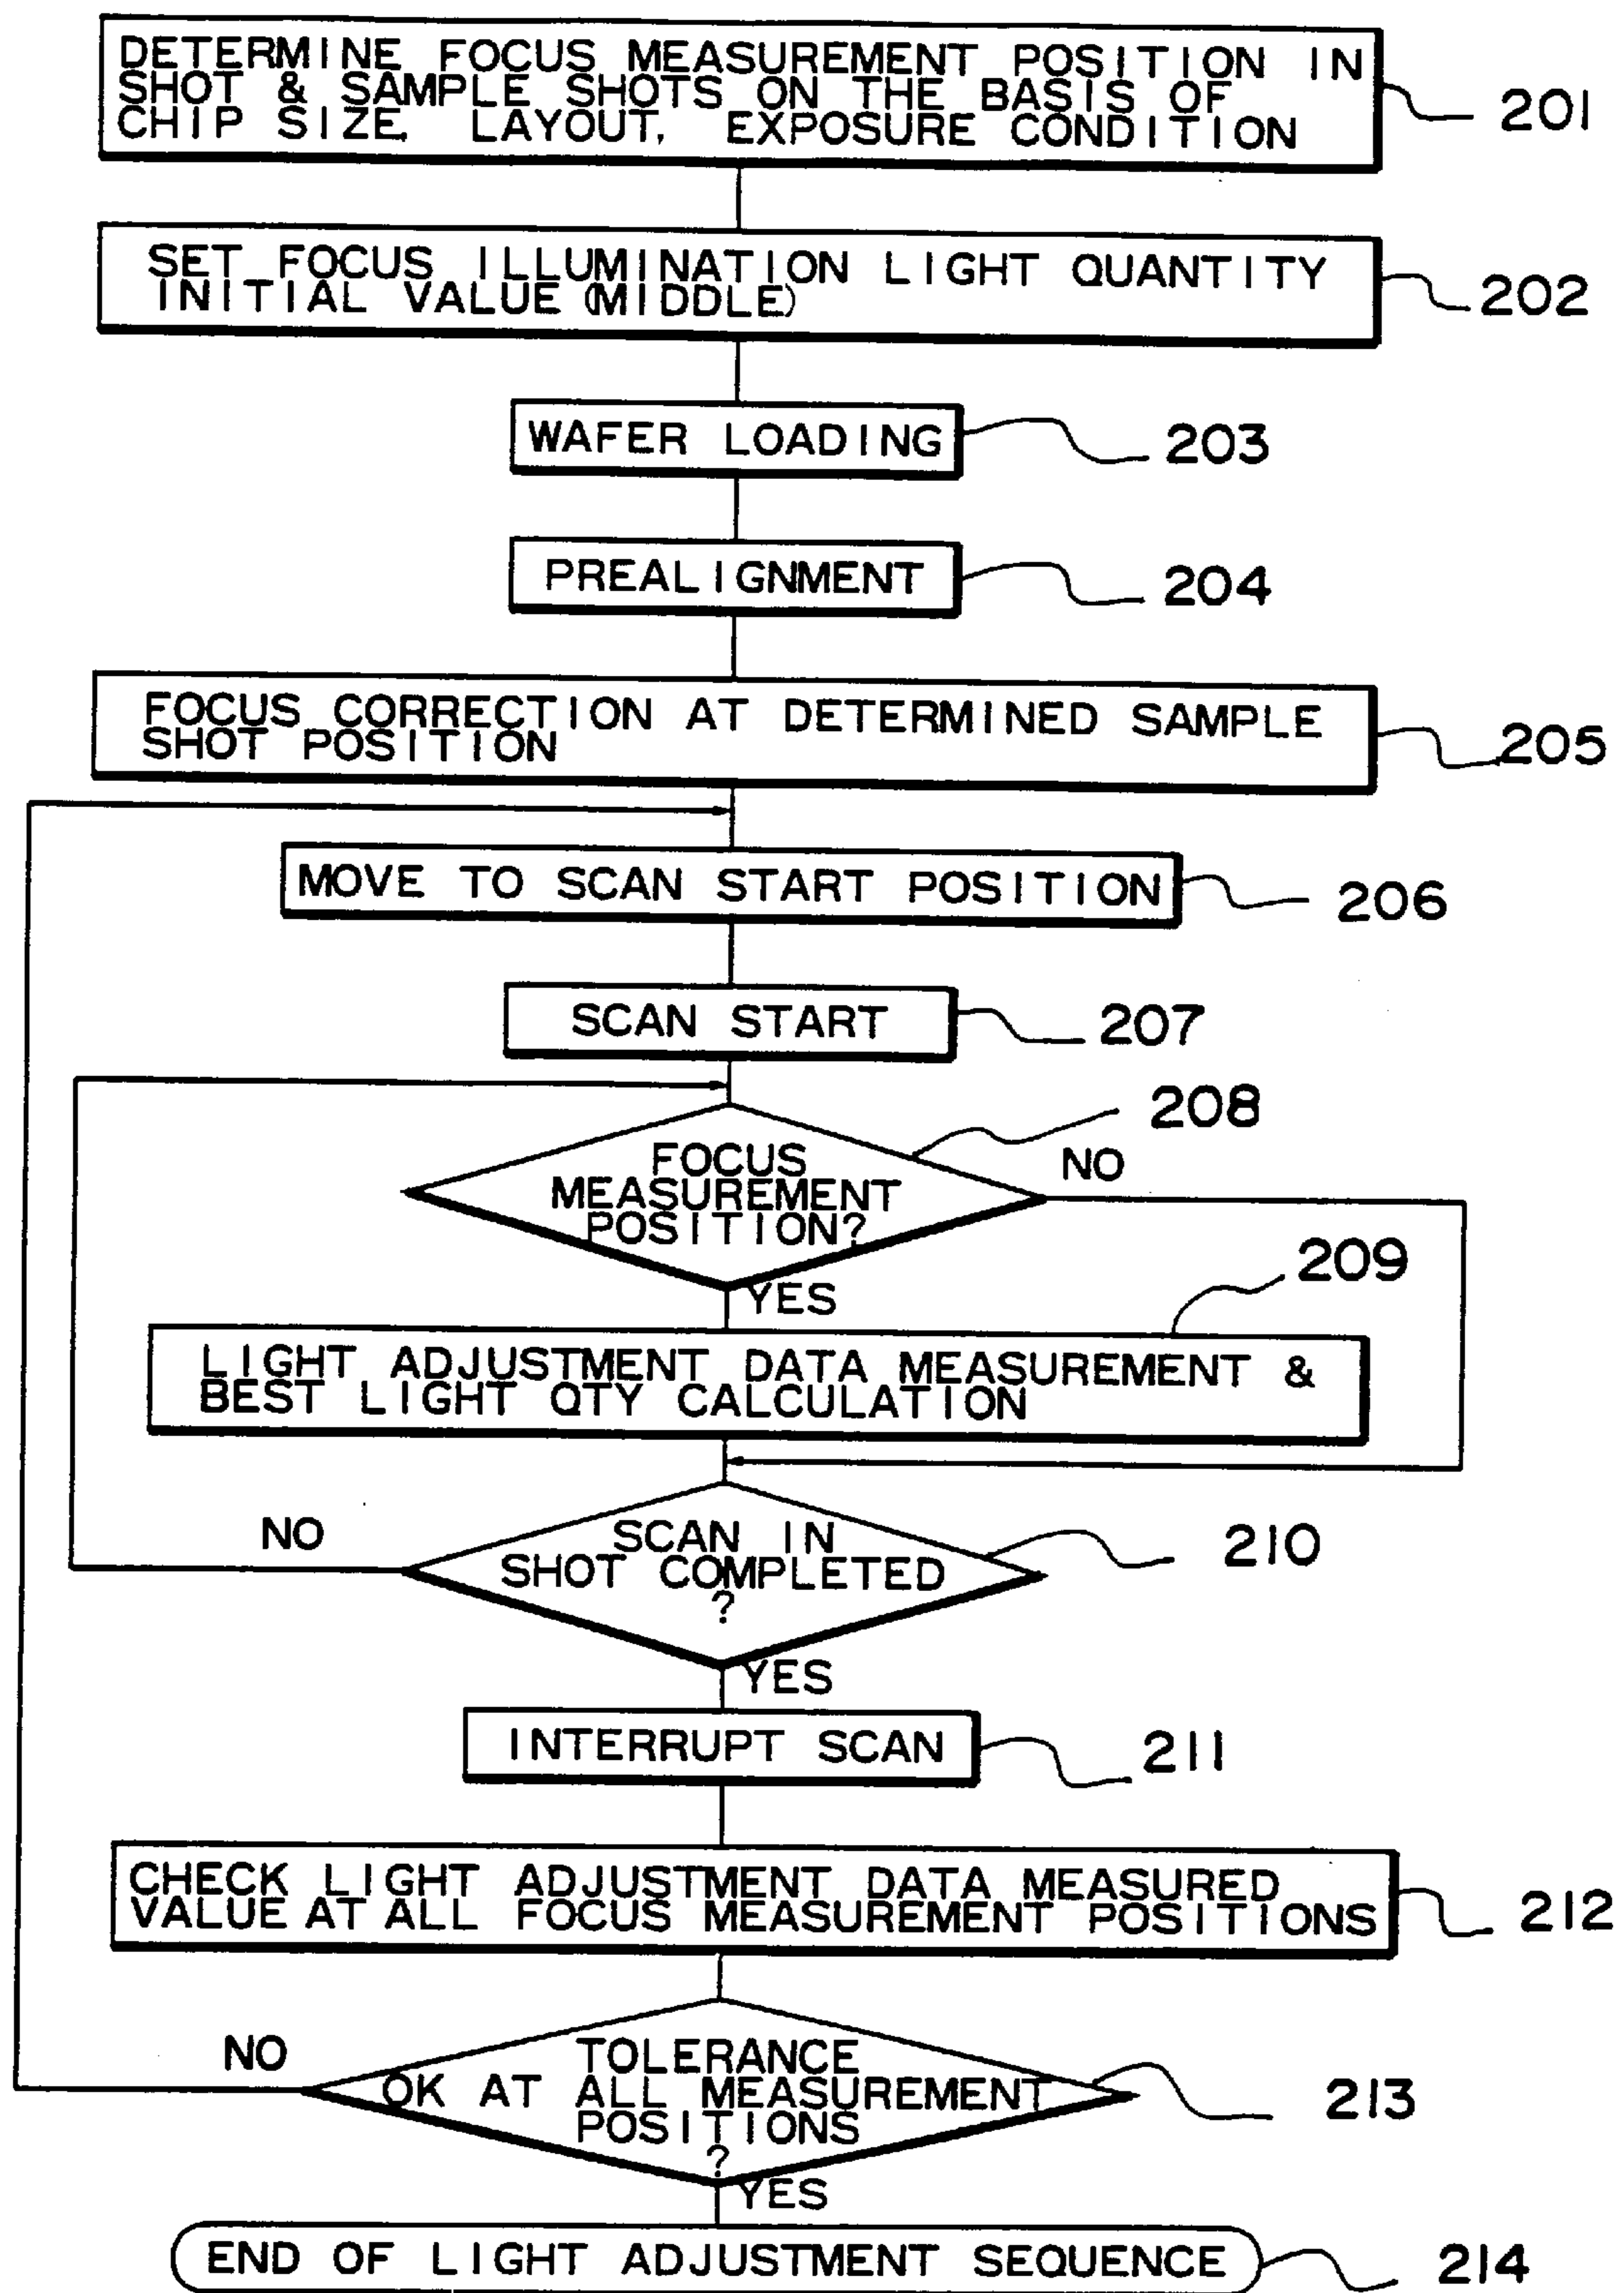 DETERMINE FOCUS MEASUREMENT POSITION IN
SHOT & SAMPLE SHOTS ON THE BASIS OF
CHIP SIZE, LAYOUT, EXPOSURE CONDITION
201
SET FOCUS ILLUMINATION LIGHT QUANTITY
INITIAL VALUE (MIDDLE)
202
WAFER LOADING
203
PREALIGNMENT
204
FOCUS CORRECTION AT DETERMINED SAMPLE
SHOT POSITION
205
MOVE TO SCAN START POSITION
206
SCAN START
207
208
FOCUS
MEASUREMENT
POSITION?
NO
YES
209
LIGHT ADJUSTMENT DATA MEASUREMENT &
BEST LIGHT QTY CALCULATION
NO
SCAN IN
SHOT COMPLETED
?
210
YES
INTERRUPT SCAN
211
CHECK LIGHT ADJUSTMENT DATA MEASURED
VALUE AT ALL FOCUS MEASUREMENT POSITIONS
212
NO
TOLERANCE
OK AT ALL MEASUREMENT
POSITIONS
?
213
YES
END OF LIGHT ADJUSTMENT SEQUENCE
214